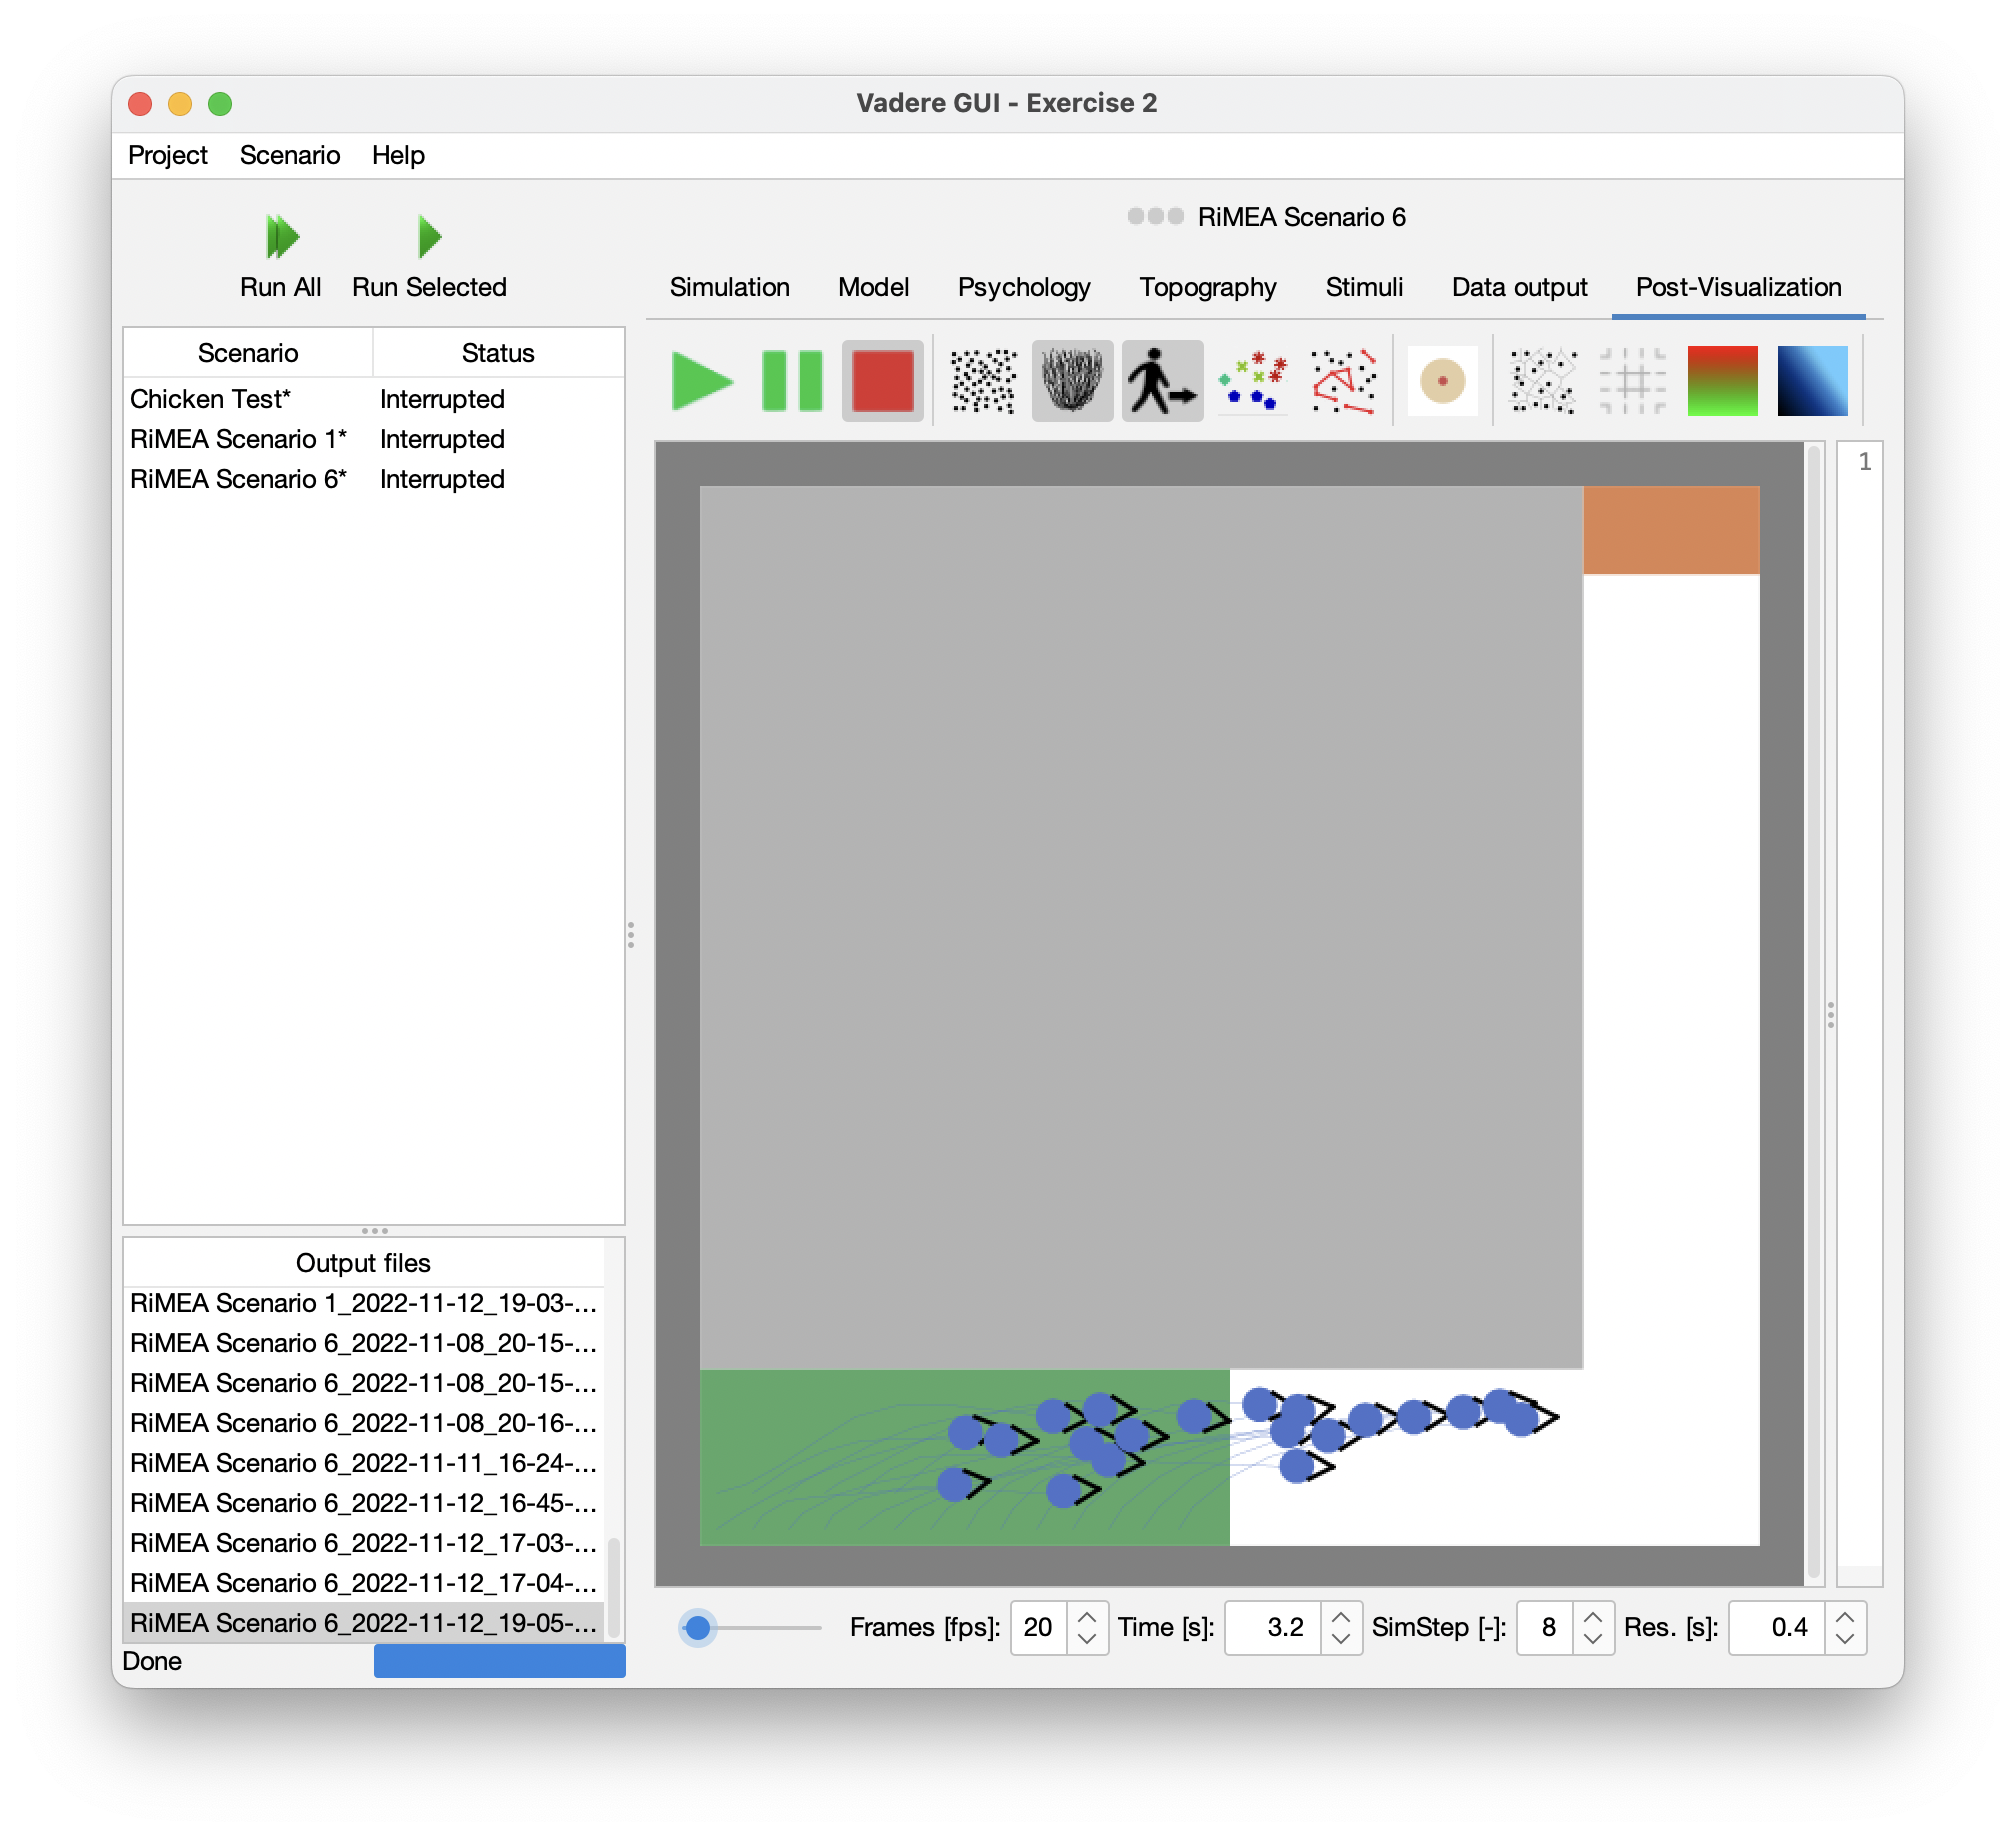 Vadere GUI - Exercise 2
Project Scenario Help
RiMEA Scenario 6
Run All Run Selected
Simulation Model Psychology Topography Stimuli Data output Post-Visualization
Scenario Status
Chicken Test* Interrupted
RiMEA Scenario 1* Interrupted
RiMEA Scenario 6* Interrupted
1
Output files
RiMEA Scenario 1_2022-11-12_19-03-...
RiMEA Scenario 6_2022-11-08_20-15-...
RiMEA Scenario 6_2022-11-08_20-15-...
RiMEA Scenario 6_2022-11-08_20-16-...
RiMEA Scenario 6_2022-11-11_16-24-...
RiMEA Scenario 6_2022-11-12_16-45-...
RiMEA Scenario 6_2022-11-12_17-03-...
RiMEA Scenario 6_2022-11-12_17-04-...
RiMEA Scenario 6_2022-11-12_19-05-...
Done
Frames [fps]: 20 Time [s]: 3.2 SimStep [-]: 8 Res. [s]: 0.4